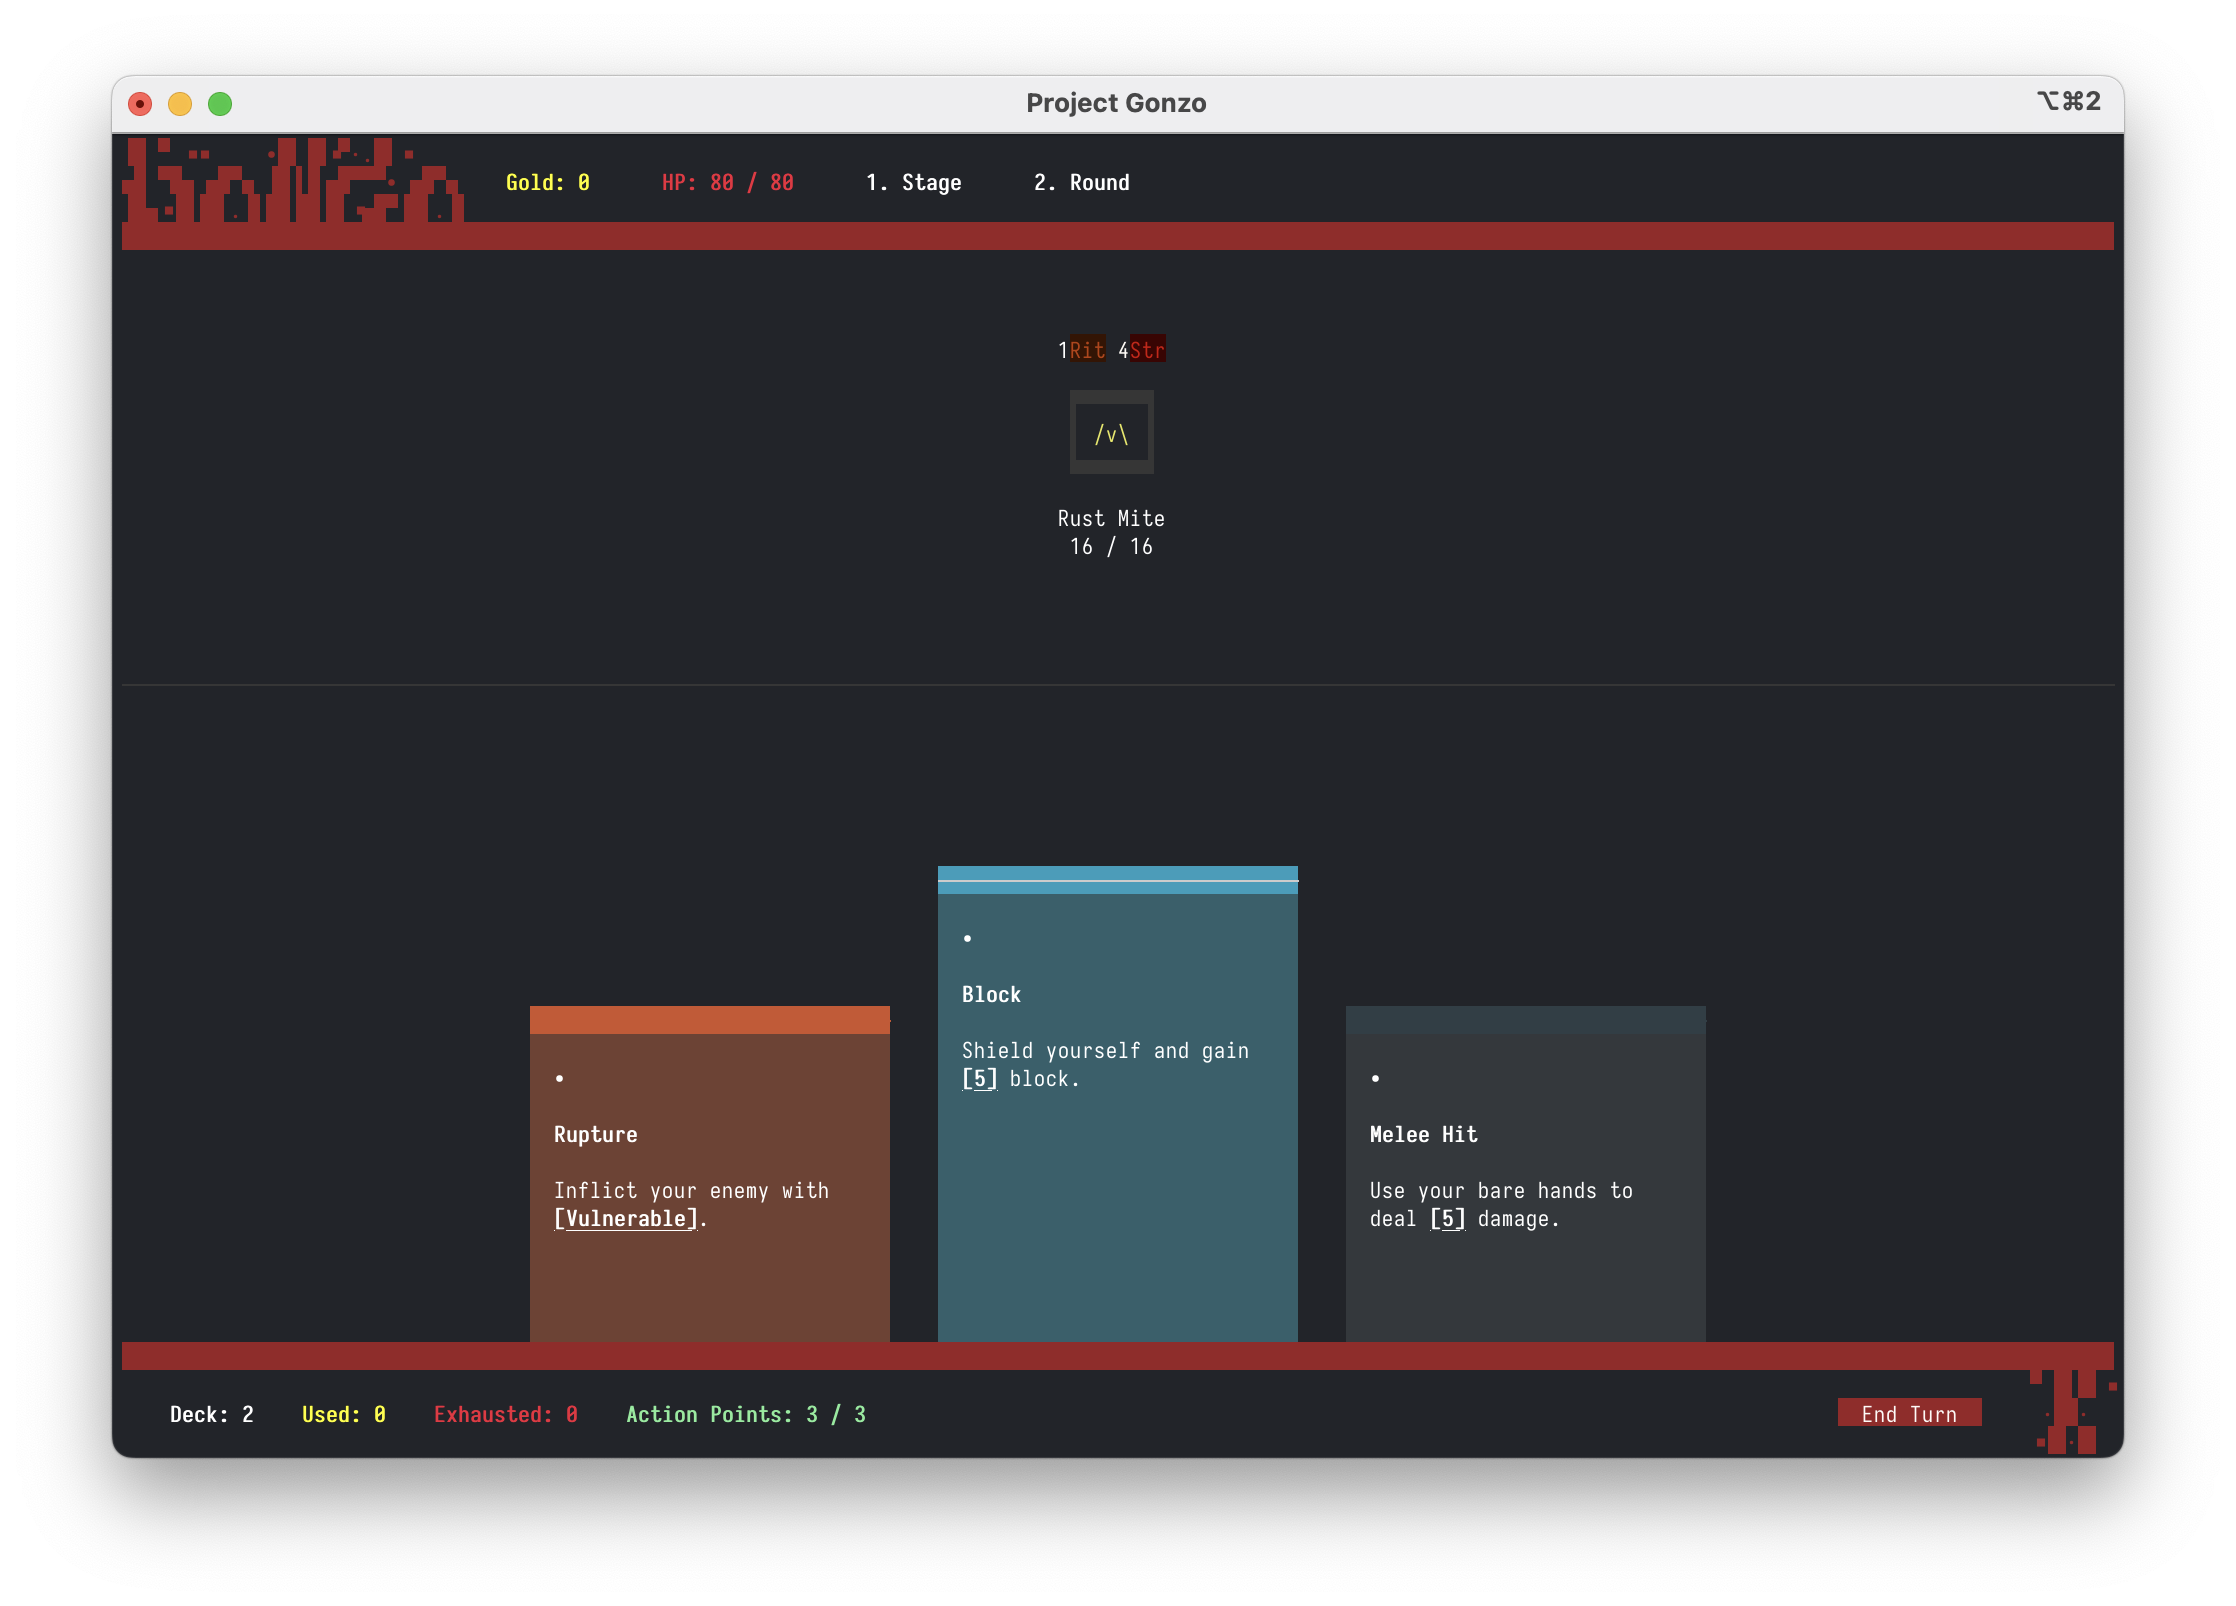 Project Gonzo
⌥⌘2
Gold: 0 HP: 80 / 80 1. Stage 2. Round
1Rit 4Str
/v\
Rust Mite
16 / 16
•
Block
Shield yourself and gain
[5] block.
•
Rupture
Inflict your enemy with
[Vulnerable].
•
Melee Hit
Use your bare hands to
deal [5] damage.
Deck: 2 Used: 0 Exhausted: 0 Action Points: 3 / 3
End Turn